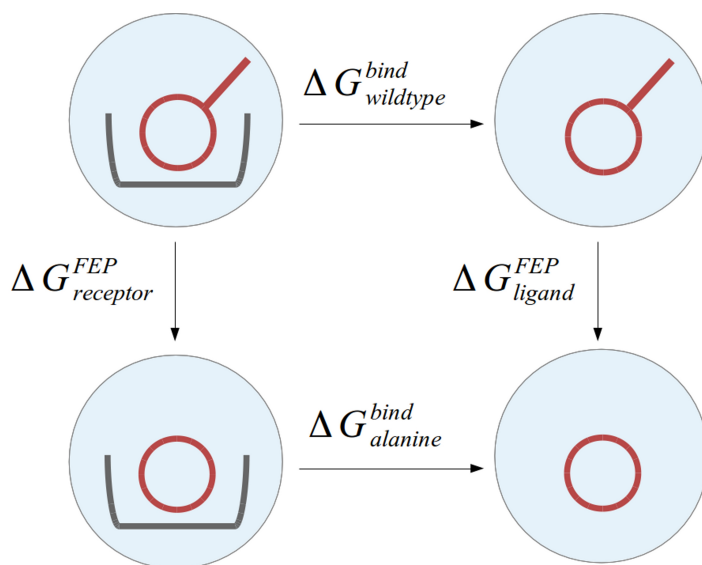 Δ G bind wildtype
Δ G FEP receptor
Δ G FEP ligand
Δ G bind alanine